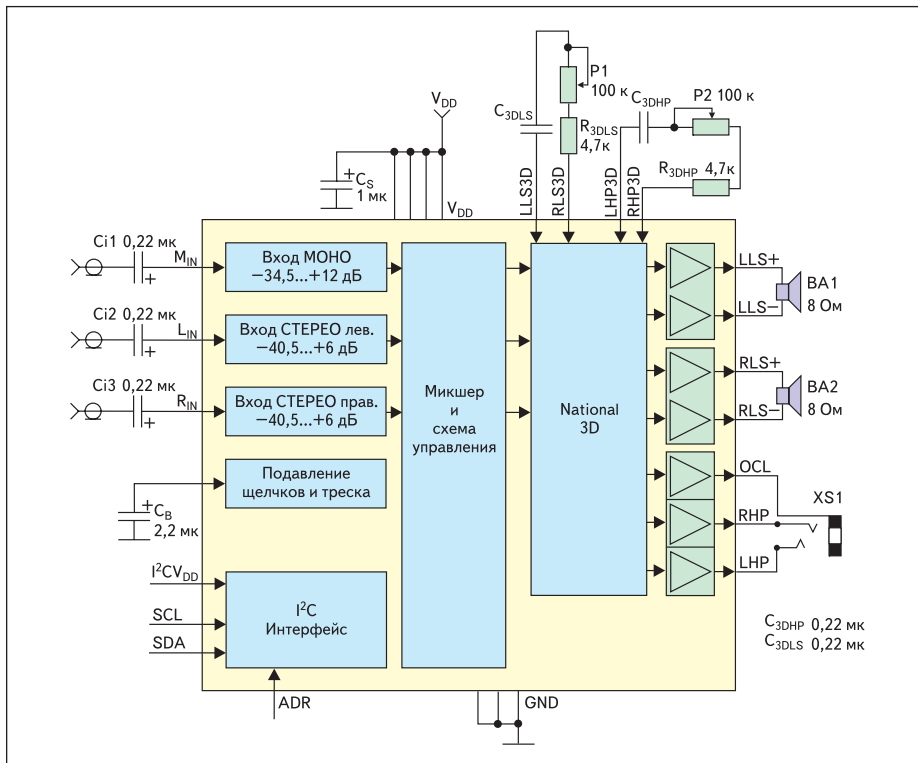 P1
100 к
C3DLS
R3DLS
4,7к
C3DHP
P2 100 к
R3DHP 4,7к
VDD
CS
1 мк
VDD
LLS3D
RLS3D
LHP3D
RHP3D
Ci1 0,22 мк
MIN
Вход МОНО
−34,5...+12 дБ
Ci2 0,22 мк
LIN
Вход СТЕРЕО лев.
−40,5...+6 дБ
Ci3 0,22 мк
RIN
Вход СТЕРЕО прав.
−40,5...+6 дБ
Подавление
щелчков и треска
CB
2,2 мк
I²CVDD
SCL
SDA
I²C
Интерфейс
ADR
Микшер
и
схема
управления
National
3D
LLS+
LLS−
BA1
8 Ом
RLS+
RLS−
BA2
8 Ом
OCL
RHP
LHP
XS1
C3DHP 0,22 мк
C3DLS 0,22 мк
GND